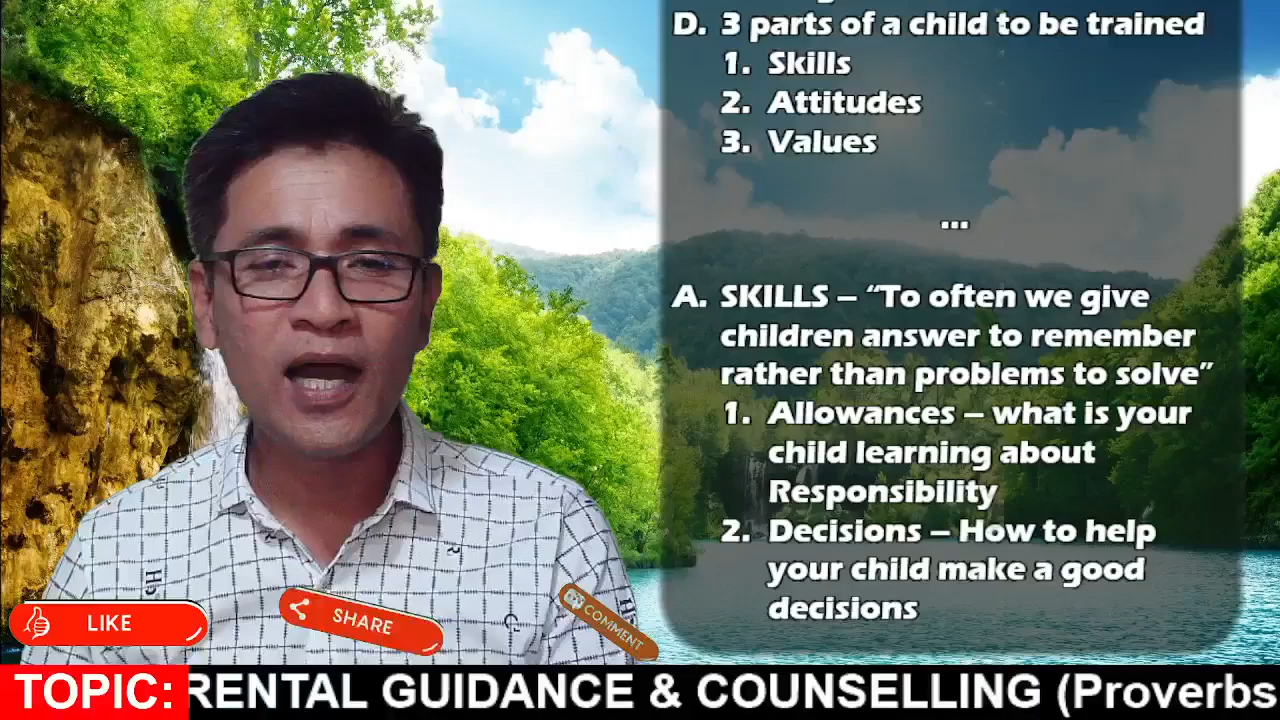 D. 3 parts of a child to be trained
1. Skills
2. Attitudes
3. Values
...
A. SKILLS – “To often we give
children answer to remember
rather than problems to solve”
1. Allowances – what is your
child learning about
Responsibility
2. Decisions – How to help
your child make a good
decisions
LIKE
SHARE
COMMENT
TOPIC: RENTAL GUIDANCE & COUNSELLING (Proverbs